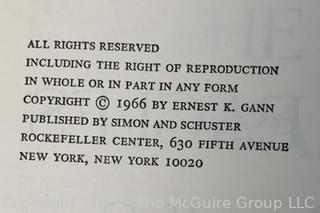 ALL RIGHTS RESERVED
INCLUDING THE RIGHT OF REPRODUCTION
IN WHOLE OR IN PART IN ANY FORM
COPYRIGHT © 1966 BY ERNEST K. GANN
PUBLISHED BY SIMON AND SCHUSTER
ROCKEFELLER CENTER, 630 FIFTH AVENUE
NEW YORK, NEW YORK 10020
© The McGuire Group LLC